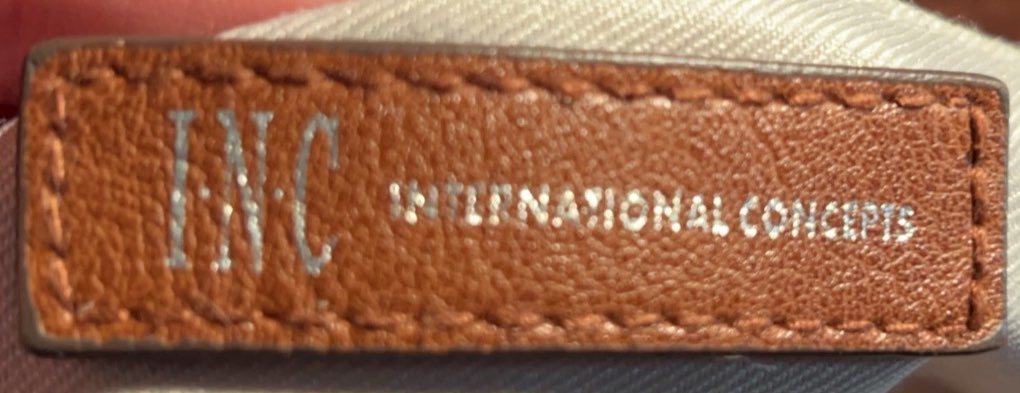 I·N·C INTERNATIONAL CONCEPTS